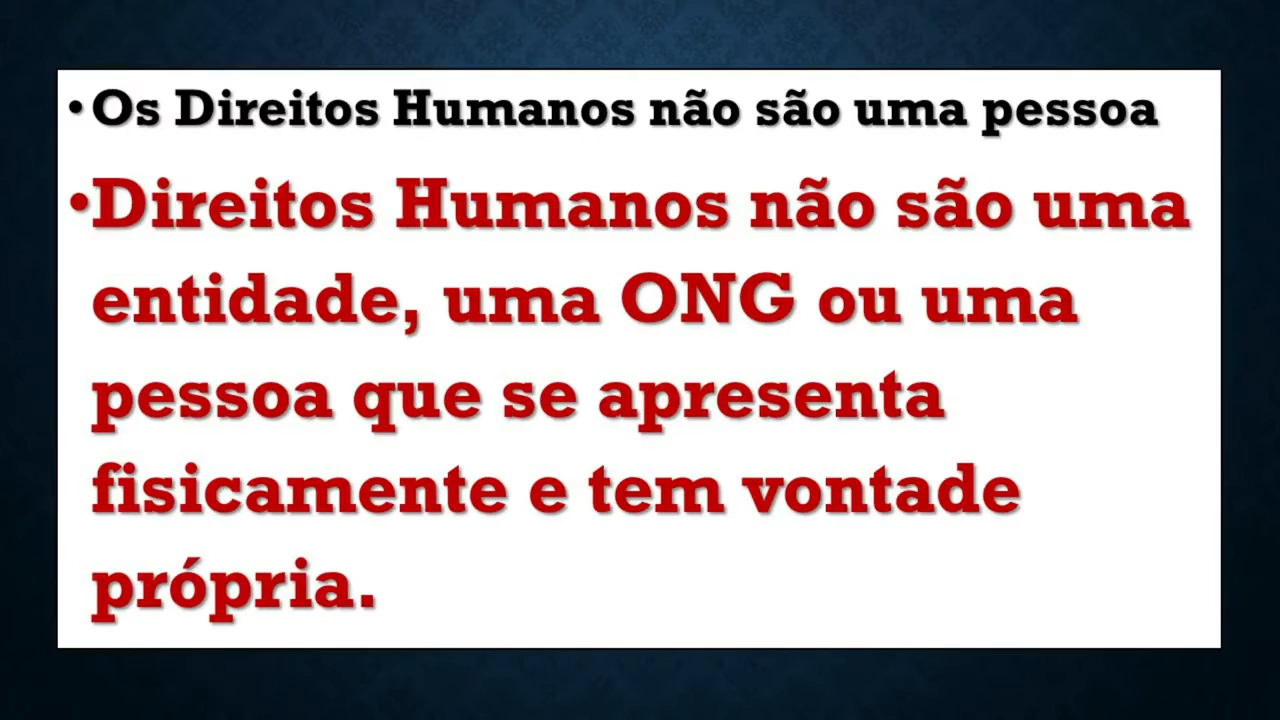 • Os Direitos Humanos não são uma pessoa
• Direitos Humanos não são uma
entidade, uma ONG ou uma
pessoa que se apresenta
fisicamente e tem vontade
própria.